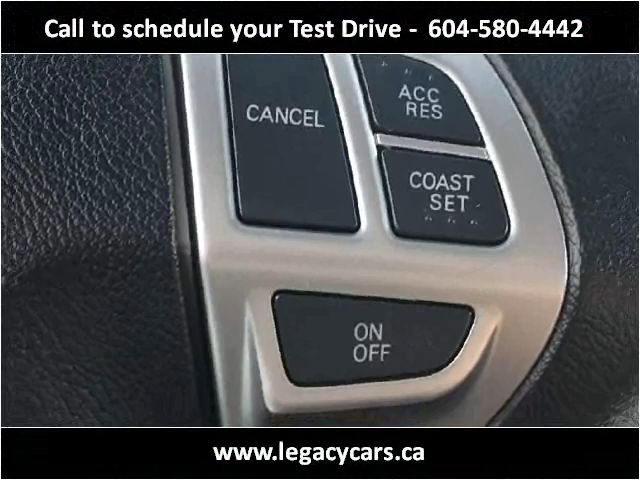 Call to schedule your Test Drive - 604-580-4442
CANCEL
ACC
RES
COAST
SET
ON
OFF
www.legacycars.ca